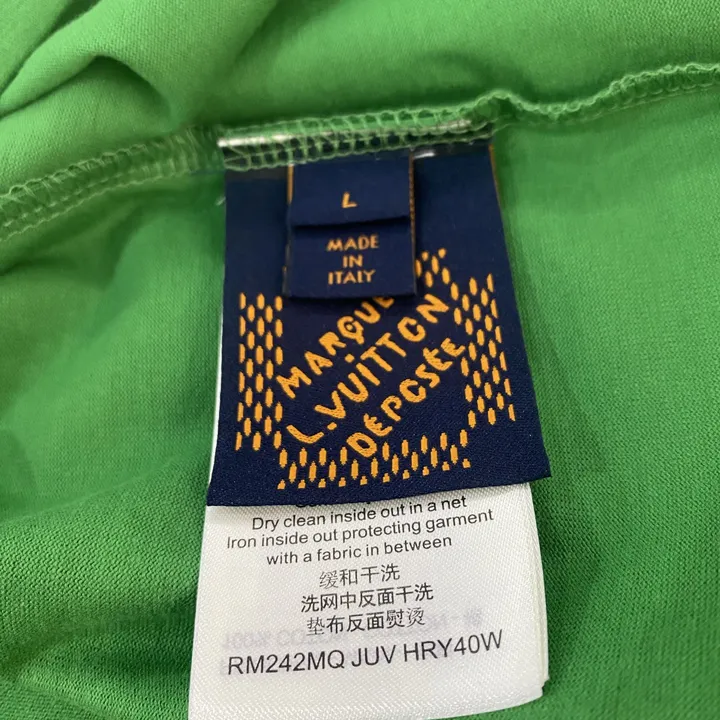 L
MADE
IN
ITALY
MARQUE
L.VUITTON
DÉPOSÉE
Dry clean inside out in a net
Iron inside out protecting garment
with a fabric in between
缓和干洗
洗网中反面干洗
垫布反面熨烫
RM242MQ JUV HRY40W